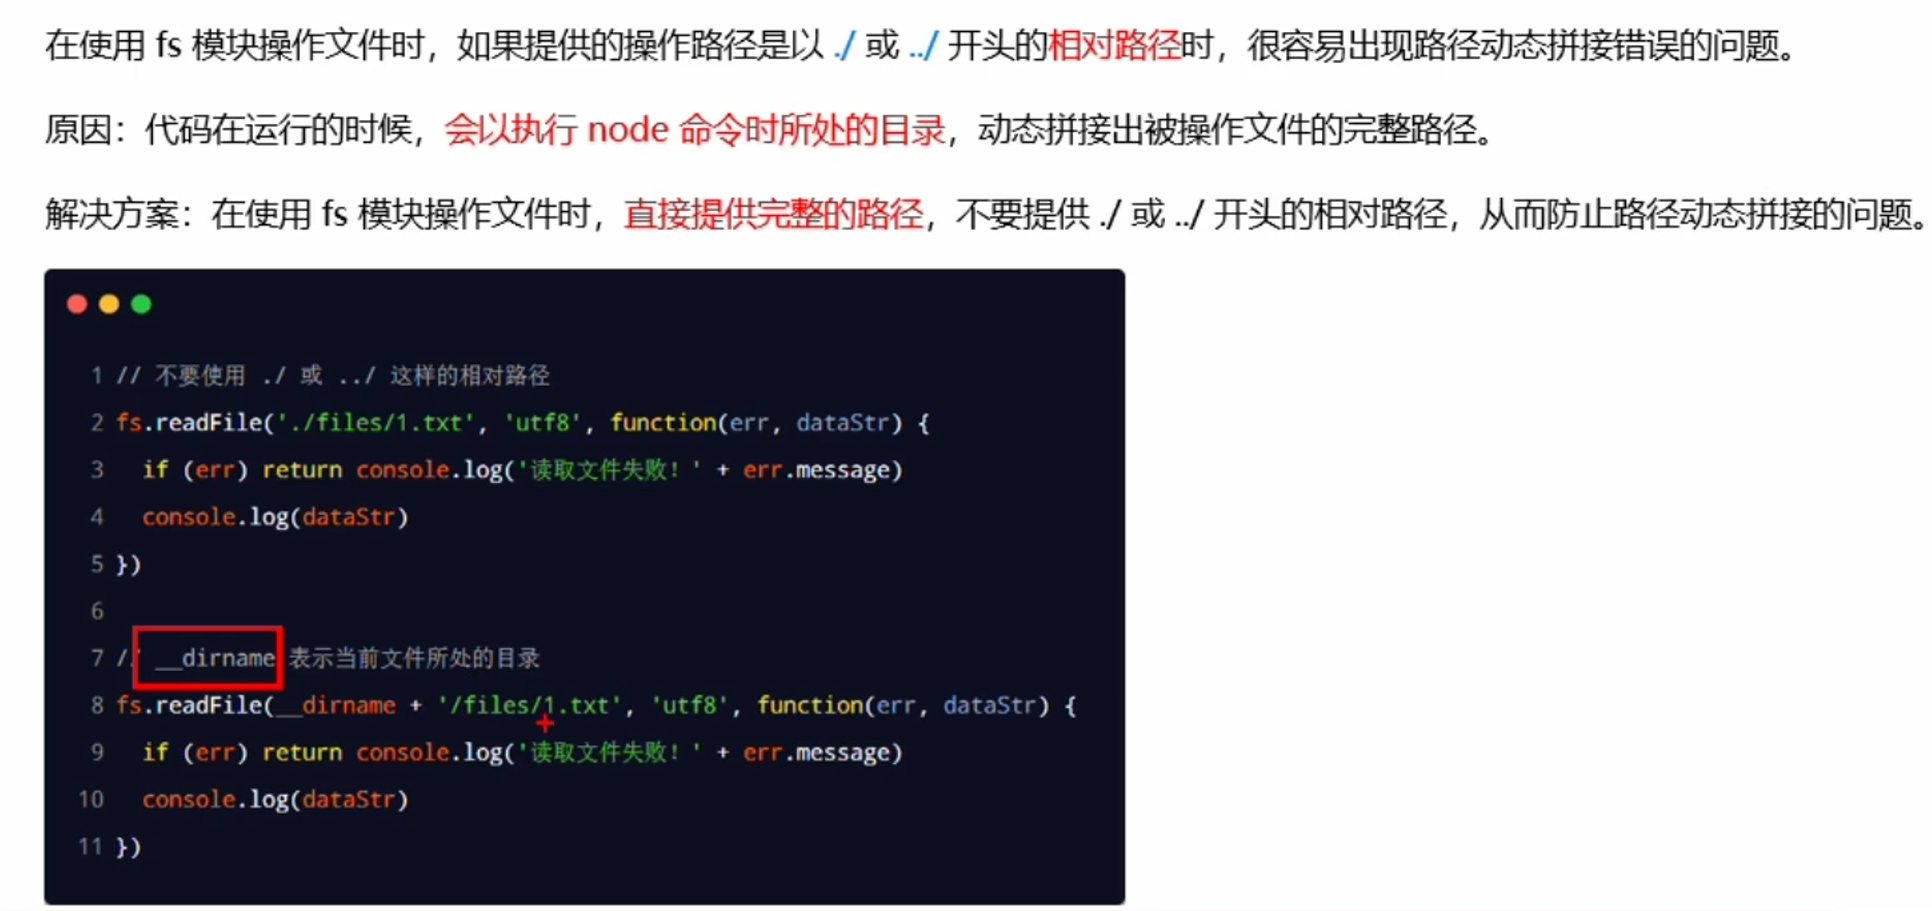 在使用 fs 模块操作文件时，如果提供的操作路径是以 ./ 或 ../ 开头的相对路径时，很容易出现路径动态拼接错误的问题。
原因：代码在运行的时候，会以执行 node 命令时所处的目录，动态拼接出被操作文件的完整路径。
解决方案：在使用 fs 模块操作文件时，直接提供完整的路径，不要提供 ./ 或 ../ 开头的相对路径，从而防止路径动态拼接的问题。
1 // 不要使用 ./ 或 ../ 这样的相对路径
2 fs.readFile('./files/1.txt', 'utf8', function(err, dataStr) {
3 if (err) return console.log('读取文件失败！' + err.message)
4 console.log(dataStr)
5 })
6
7 // __dirname 表示当前文件所处的目录
8 fs.readFile(__dirname + '/files/1.txt', 'utf8', function(err, dataStr) {
9 if (err) return console.log('读取文件失败！' + err.message)
10 console.log(dataStr)
11 })